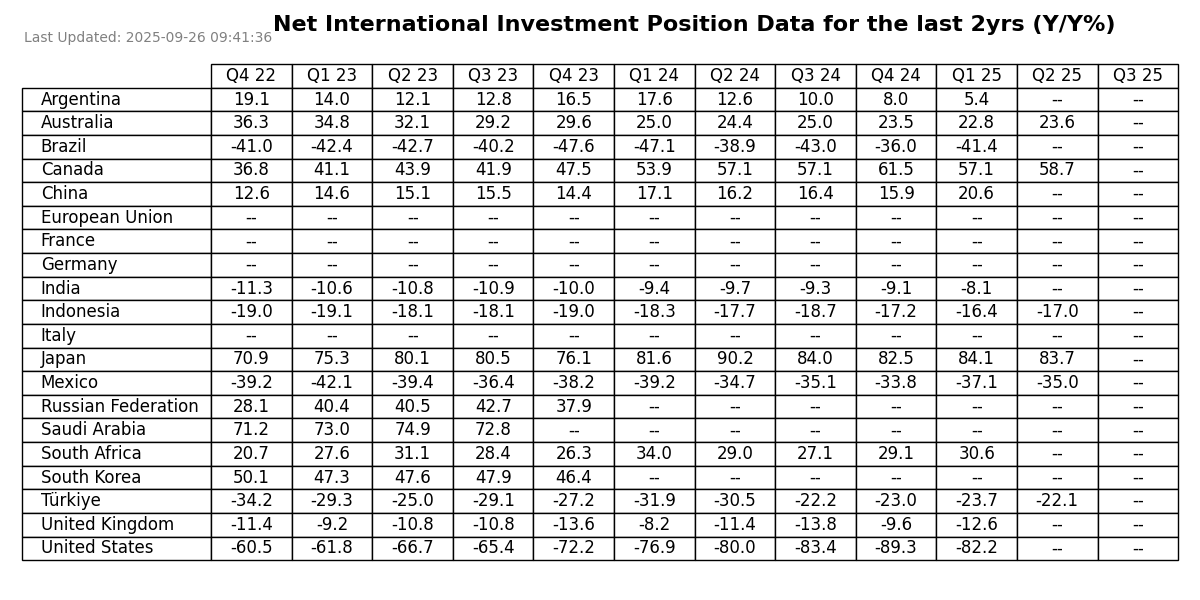 Net International Investment Position Data for the last 2yrs (Y/Y%)
Last Updated: 2025-09-26 09:41:36
Q4 22 Q1 23 Q2 23 Q3 23 Q4 23 Q1 24 Q2 24 Q3 24 Q4 24 Q1 25 Q2 25 Q3 25
Argentina 19.1 14.0 12.1 12.8 16.5 17.6 12.6 10.0 8.0 5.4 -- --
Australia 36.3 34.8 32.1 29.2 29.6 25.0 24.4 25.0 23.5 22.8 23.6 --
Brazil -41.0 -42.4 -42.7 -40.2 -47.6 -47.1 -38.9 -43.0 -36.0 -41.4 -- --
Canada 36.8 41.1 43.9 41.9 47.5 53.9 57.1 57.1 61.5 57.1 58.7 --
China 12.6 14.6 15.1 15.5 14.4 17.1 16.2 16.4 15.9 20.6 -- --
European Union -- -- -- -- -- -- -- -- -- -- -- --
France -- -- -- -- -- -- -- -- -- -- -- --
Germany -- -- -- -- -- -- -- -- -- -- -- --
India -11.3 -10.6 -10.8 -10.9 -10.0 -9.4 -9.7 -9.3 -9.1 -8.1 -- --
Indonesia -19.0 -19.1 -18.1 -18.1 -19.0 -18.3 -17.7 -18.7 -17.2 -16.4 -17.0 --
Italy -- -- -- -- -- -- -- -- -- -- -- --
Japan 70.9 75.3 80.1 80.5 76.1 81.6 90.2 84.0 82.5 84.1 83.7 --
Mexico -39.2 -42.1 -39.4 -36.4 -38.2 -39.2 -34.7 -35.1 -33.8 -37.1 -35.0 --
Russian Federation 28.1 40.4 40.5 42.7 37.9 -- -- -- -- -- -- --
Saudi Arabia 71.2 73.0 74.9 72.8 -- -- -- -- -- -- -- --
South Africa 20.7 27.6 31.1 28.4 26.3 34.0 29.0 27.1 29.1 30.6 -- --
South Korea 50.1 47.3 47.6 47.9 46.4 -- -- -- -- -- -- --
Türkiye -34.2 -29.3 -25.0 -29.1 -27.2 -31.9 -30.5 -22.2 -23.0 -23.7 -22.1 --
United Kingdom -11.4 -9.2 -10.8 -10.8 -13.6 -8.2 -11.4 -13.8 -9.6 -12.6 -- --
United States -60.5 -61.8 -66.7 -65.4 -72.2 -76.9 -80.0 -83.4 -89.3 -82.2 -- --